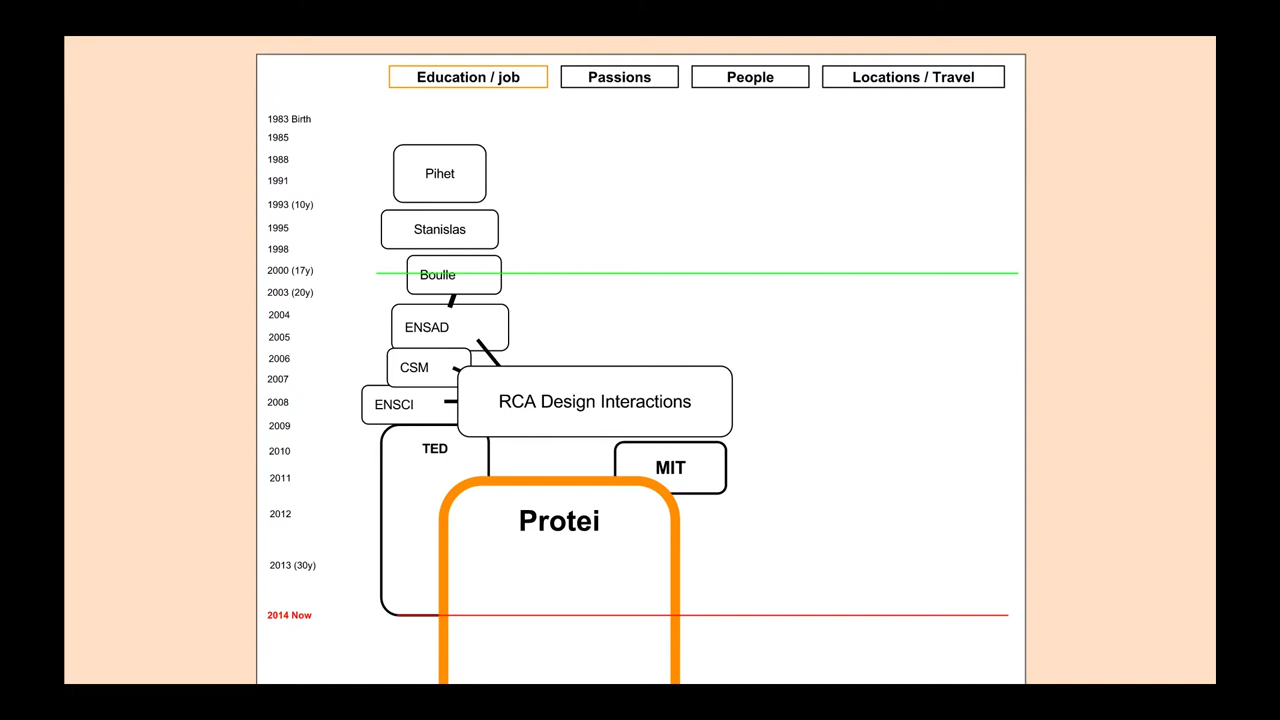 Education / job
Passions
People
Locations / Travel
1983 Birth
1985
1988
Pihet
1991
1993 (10y)
1995
Stanislas
1998
2000 (17y)
Boulle
2003 (20y)
2004
ENSAD
2005
2006
CSM
2007
2008
ENSCI
RCA Design Interactions
2009
2010
TED
MIT
2011
2012
Protei
2013 (30y)
2014 Now